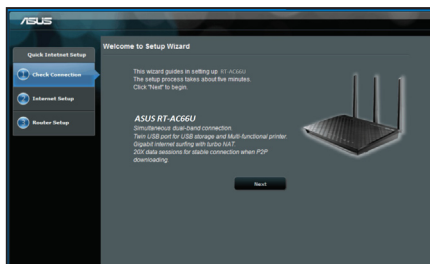 ASUS
Quick Internet Setup
1 Check Connection
2 Internet Setup
3 Router Setup
Welcome to Setup Wizard
This wizard guides in setting up RT-AC66U
The setup process takes about five minutes.
Click "Next" to begin.
ASUS RT-AC66U
Simultaneous dual-band connection.
Twin USB port for USB storage and Multi-functional printer.
Gigabit internet surfing with turbo NAT.
20X data sessions for stable connection when P2P
downloading
Next